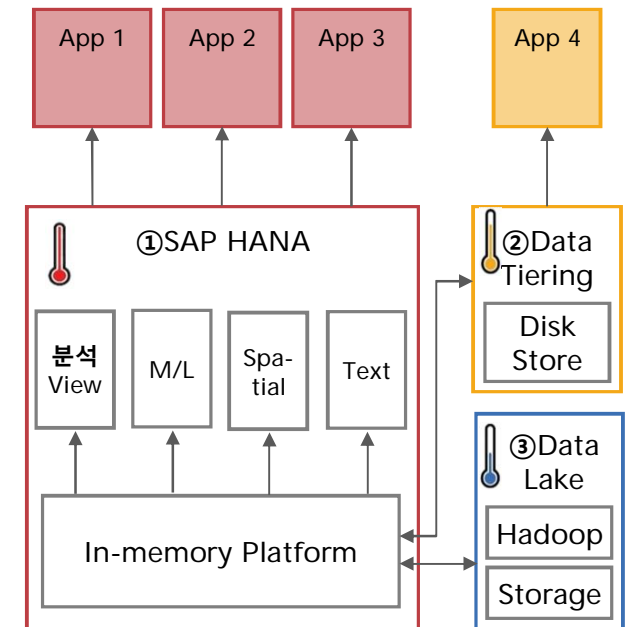 App 1
App 2
App 3
App 4
①SAP HANA
분석
View
M/L
Spa-
tial
Text
In-memory Platform
②Data
Tiering
Disk
Store
③Data
Lake
Hadoop
Storage